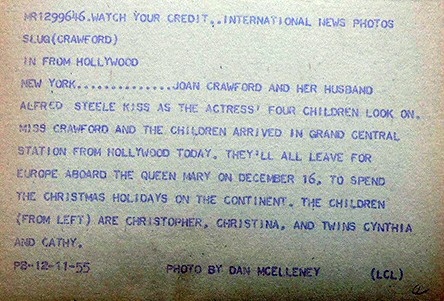 MR1299646.WATCH YOUR CREDIT..INTERNATIONAL NEWS PHOTOS
SLUG(CRAWFORD)
IN FROM HOLLYWOOD
NEW YORK...............JOAN CRAWFORD AND HER HUSBAND
ALFRED STEELE KISS AS THE ACTRESS' FOUR CHILDREN LOOK ON.
MISS CRAWFORD AND THE CHILDREN ARRIVED IN GRAND CENTRAL
STATION FROM HOLLYWOOD TODAY. THEY'LL ALL LEAVE FOR
EUROPE ABOARD THE QUEEN MARY ON DECEMBER 16, TO SPEND
THE CHRISTMAS HOLIDAYS ON THE CONTINENT. THE CHILDREN
(FROM LEFT) ARE CHRISTOPHER, CHRISTINA, AND TWINS CYNTHIA
AND CATHY.
PS-12-11-55 PHOTO BY DAN MCELLENEY (LCL)